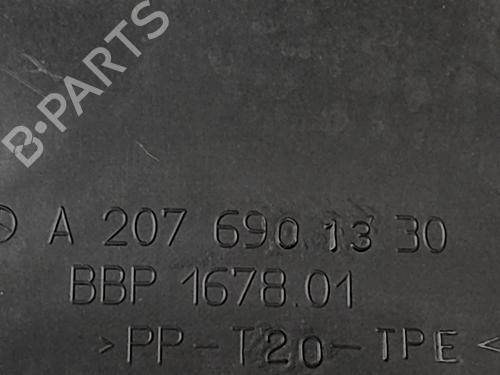 B-PARTS
A 207 690 13 30
BBP 1678.01
>PP-T20-TPE<